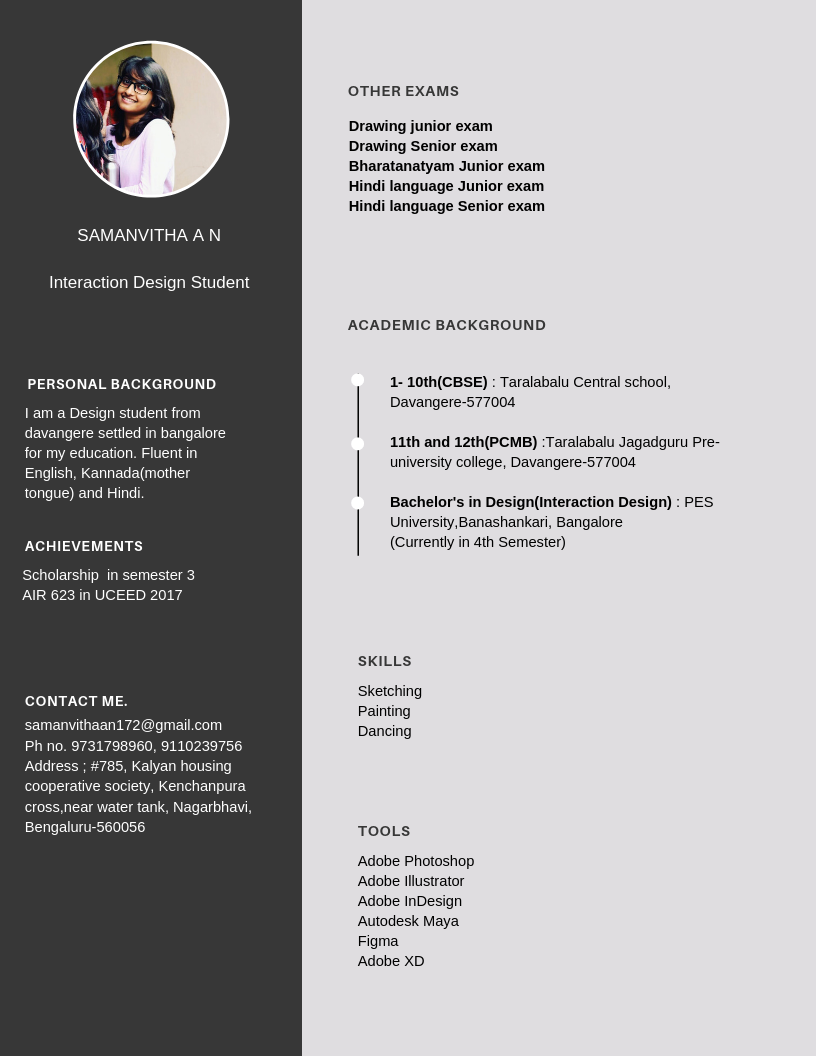 SAMANVITHA A N
Interaction Design Student
PERSONAL BACKGROUND
I am a Design student from
davangere settled in bangalore
for my education. Fluent in
English, Kannada(mother
tongue) and Hindi.
ACHIEVEMENTS
Scholarship  in semester 3
AIR 623 in UCEED 2017
CONTACT ME.
samanvithaan172@gmail.com
Ph no. 9731798960, 9110239756
Address ; #785, Kalyan housing
cooperative society, Kenchanpura
cross,near water tank, Nagarbhavi,
Bengaluru-560056
OTHER EXAMS
Drawing junior exam
Drawing Senior exam
Bharatanatyam Junior exam
Hindi language Junior exam
Hindi language Senior exam
ACADEMIC BACKGROUND
1- 10th(CBSE) : Taralabalu Central school,
Davangere-577004
11th and 12th(PCMB) :Taralabalu Jagadguru Pre-
university college, Davangere-577004
Bachelor's in Design(Interaction Design) : PES
University,Banashankari, Bangalore
(Currently in 4th Semester)
SKILLS
Sketching
Painting
Dancing
TOOLS
Adobe Photoshop
Adobe Illustrator
Adobe InDesign
Autodesk Maya
Figma
Adobe XD